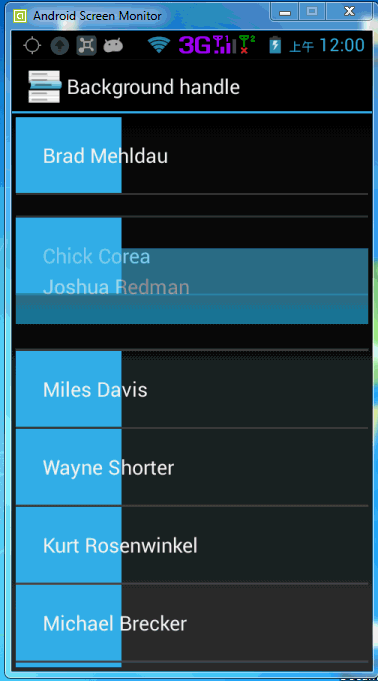 Android Screen Monitor
3G 上午 12:00
Background handle
Brad Mehldau
Chick Corea
Joshua Redman
Miles Davis
Wayne Shorter
Kurt Rosenwinkel
Michael Brecker